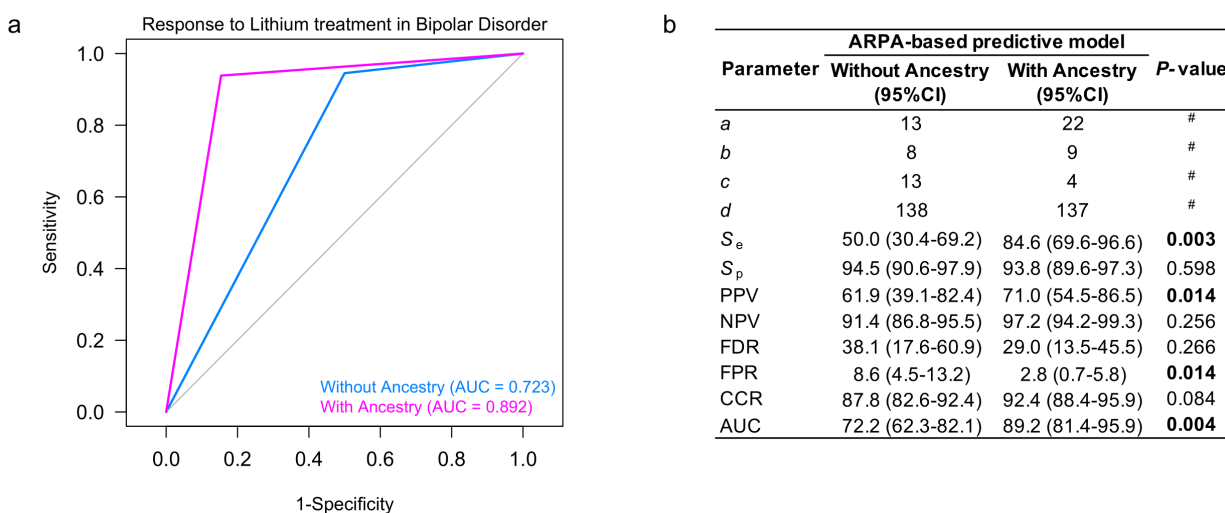 a
Response to Lithium treatment in Bipolar Disorder
1.0
0.8
0.6
0.4
0.2
0.0
Sensitivity
Without Ancestry (AUC = 0.723)
With Ancestry (AUC = 0.892)
0.0 0.2 0.4 0.6 0.8 1.0
1-Specificity
b
ARPA-based predictive model
Parameter Without Ancestry (95%CI) With Ancestry (95%CI) P-value
a 13 22 #
b 8 9 #
c 13 4 #
d 138 137 #
Se 50.0 (30.4-69.2) 84.6 (69.6-96.6) 0.003
Sp 94.5 (90.6-97.9) 93.8 (89.6-97.3) 0.598
PPV 61.9 (39.1-82.4) 71.0 (54.5-86.5) 0.014
NPV 91.4 (86.8-95.5) 97.2 (94.2-99.3) 0.256
FDR 38.1 (17.6-60.9) 29.0 (13.5-45.5) 0.266
FPR 8.6 (4.5-13.2) 2.8 (0.7-5.8) 0.014
CCR 87.8 (82.6-92.4) 92.4 (88.4-95.9) 0.084
AUC 72.2 (62.3-82.1) 89.2 (81.4-95.9) 0.004